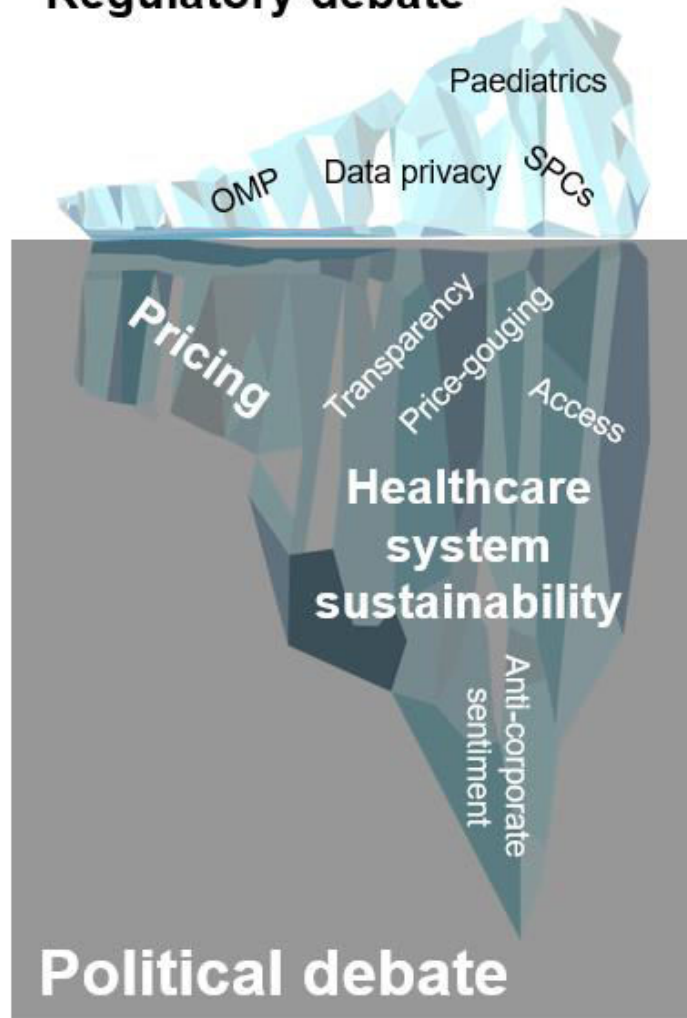 Regulatory debate
Paediatrics
OMP
Data privacy
SPCs
Pricing
Transparency
Price-gouging
Access
Healthcare
system
sustainability
Anti-corporate
sentiment
Political debate